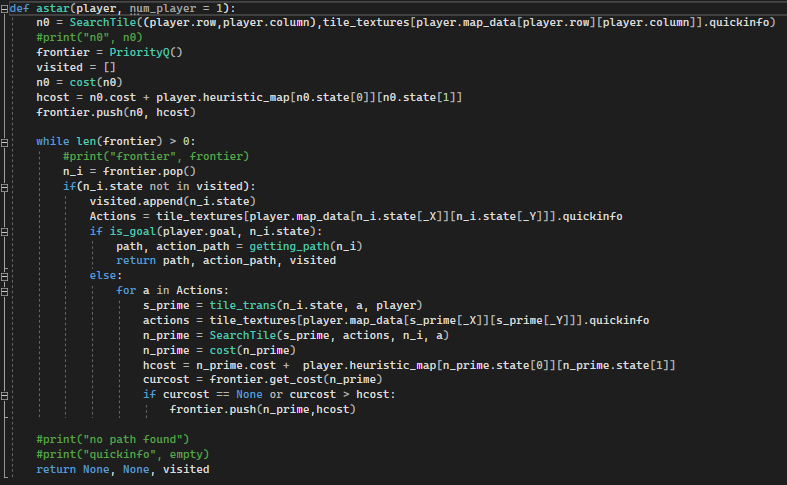 def astar(player, num_player = 1):
    n0 = SearchTile((player.row,player.column),tile_textures[player.map_data[player.row][player.column]].quickinfo)
    #print("n0", n0)
    frontier = PriorityQ()
    visited = []
    n0 = cost(n0)
    hcost = n0.cost + player.heuristic_map[n0.state[0]][n0.state[1]]
    frontier.push(n0, hcost)
    while len(frontier) > 0:
        #print("frontier", frontier)
        n_i = frontier.pop()
        if(n_i.state not in visited):
            visited.append(n_i.state)
            Actions = tile_textures[player.map_data[n_i.state[_X]][n_i.state[_Y]]].quickinfo
            if is_goal(player.goal, n_i.state):
                path, action_path = getting_path(n_i)
                return path, action_path, visited
            else:
                for a in Actions:
                    s_prime = tile_trans(n_i.state, a, player)
                    actions = tile_textures[player.map_data[s_prime[_X]][s_prime[_Y]]].quickinfo
                    n_prime = SearchTile(s_prime, actions, n_i, a)
                    n_prime = cost(n_prime)
                    hcost = n_prime.cost +  player.heuristic_map[n_prime.state[0]][n_prime.state[1]]
                    curcost = frontier.get_cost(n_prime)
                    if curcost == None or curcost > hcost:
                        frontier.push(n_prime,hcost)
    #print("no path found")
    #print("quickinfo", empty)
    return None, None, visited